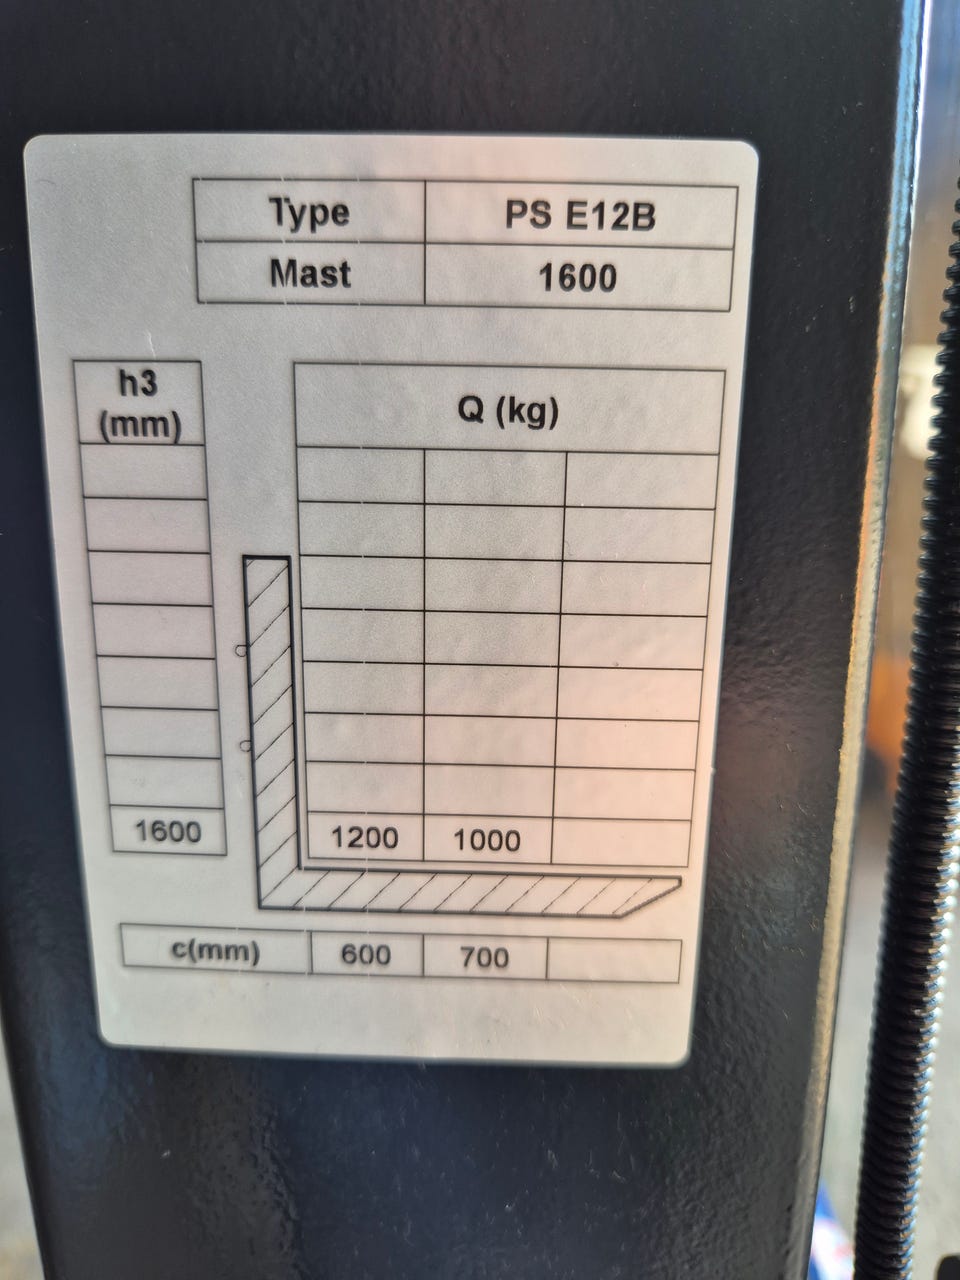 Type PS E12B
Mast 1600
h3
(mm)
Q (kg)
1600 1200 1000
c(mm) 600 700